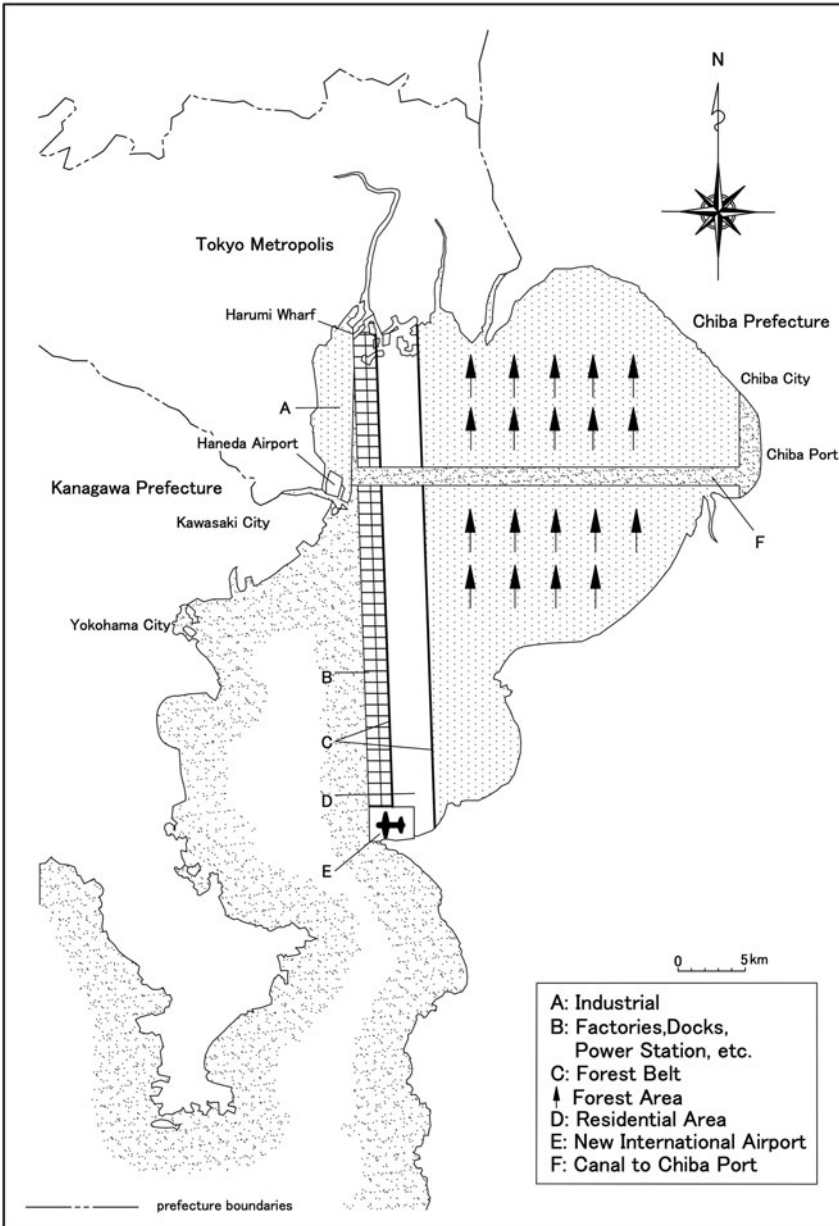 N
Tokyo Metropolis
Harumi Wharf
Chiba Prefecture
Chiba City
A
Haneda Airport
Chiba Port
Kanagawa Prefecture
Kawasaki City
F
Yokohama City
B
C
D
E
0 5km
A: Industrial
B: Factories,Docks,
Power Station, etc.
C: Forest Belt
Forest Area
D: Residential Area
E: New International Airport
F: Canal to Chiba Port
prefecture boundaries